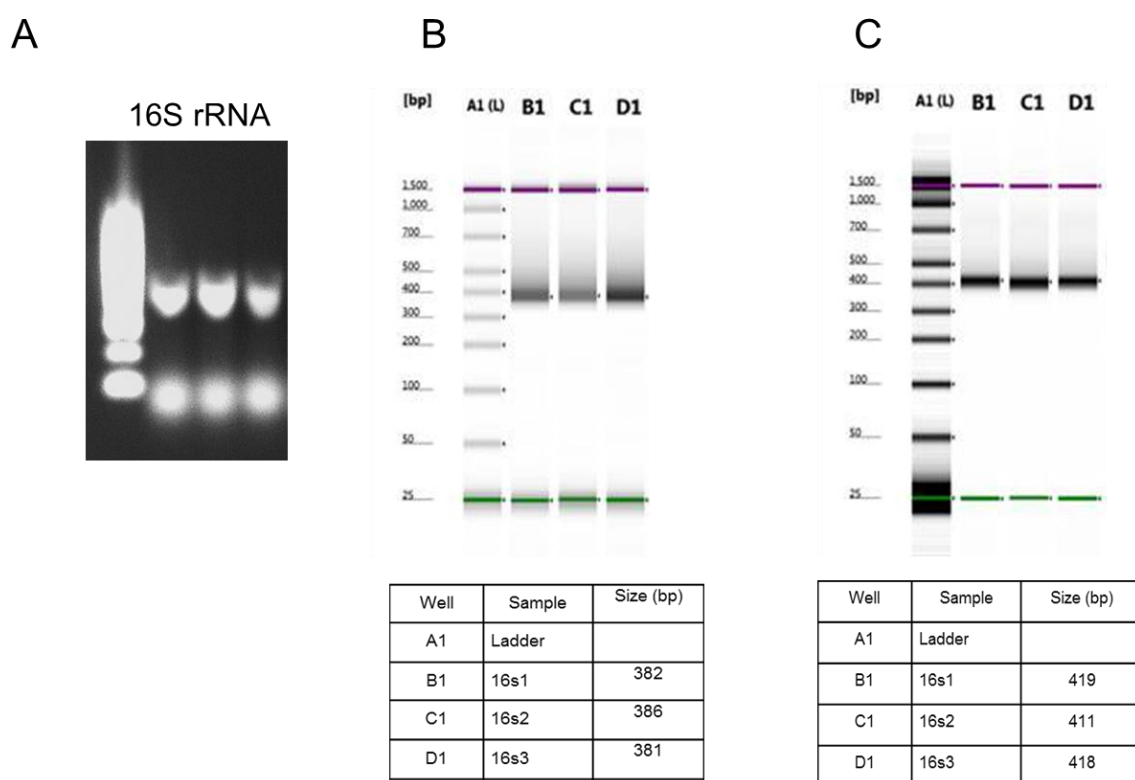 A
B
C
16S rRNA
[bp] A1 (L) B1 C1 D1
1,500
1,000
700
500
400
300
200
100
50
25
[bp] A1 (L) B1 C1 D1
1,500
1,000
700
500
400
300
200
100
50
25
Well Sample Size (bp)
A1 Ladder
B1 16s1 382
C1 16s2 386
D1 16s3 381
Well Sample Size (bp)
A1 Ladder
B1 16s1 419
C1 16s2 411
D1 16s3 418